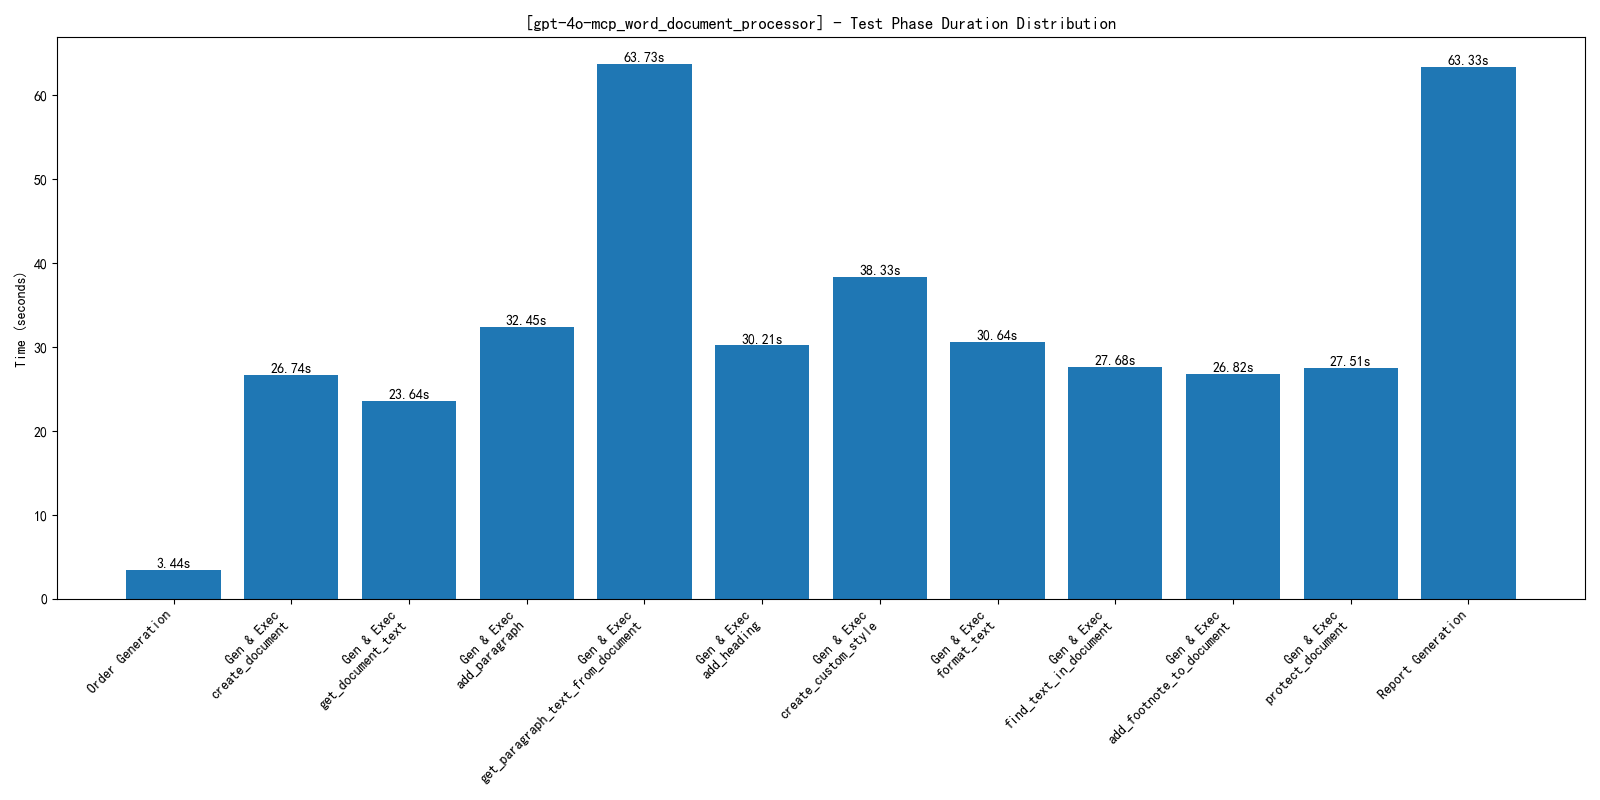 [gpt-4o-mcp_word_document_processor] - Test Phase Duration Distribution
Time (seconds)
60
50
40
30
20
10
0
3.44s
26.74s
23.64s
32.45s
63.73s
30.21s
38.33s
30.64s
27.68s
26.82s
27.51s
63.33s
Order Generation
Gen & Exec
create_document
Gen & Exec
get_document_text
Gen & Exec
add_paragraph
Gen & Exec
get_paragraph_text_from_document
Gen & Exec
add_heading
Gen & Exec
create_custom_style
Gen & Exec
format_text
Gen & Exec
find_text_in_document
Gen & Exec
add_footnote_to_document
Gen & Exec
protect_document
Report Generation